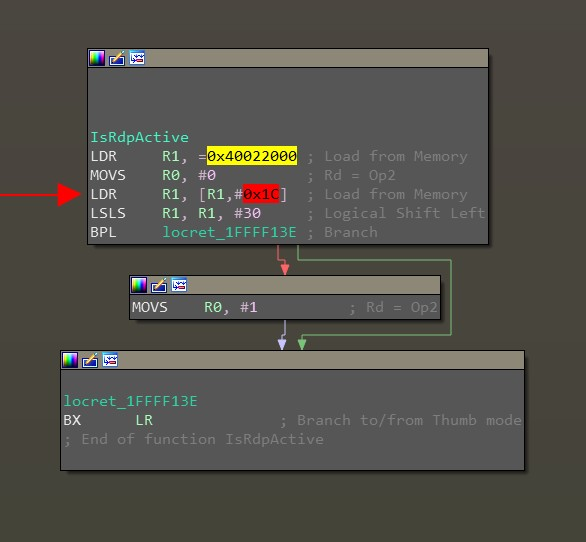 IsRdpActive
LDR R1, =0x40022000 ; Load from Memory
MOVS R0, #0 ; Rd = Op2
LDR R1, [R1,#0x1C] ; Load from Memory
LSLS R1, R1, #30 ; Logical Shift Left
BPL locret_1FFFF13E ; Branch
MOVS R0, #1 ; Rd = Op2
locret_1FFFF13E
BX LR ; Branch to/from Thumb mode
; End of function IsRdpActive